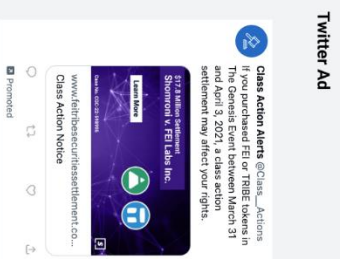 Twitter Ad
Class Action Alerts @Class__Actions
If you purchased FEI or TRIBE tokens in
The Genesis Event between March 31
and April 3, 2021, a class action
settlement may affect your rights.
$17.8 Million Settlement
Shomroni v. FEI Labs Inc.
Learn More
www.feitribesecuritiessettlement.co...
Class Action Notice
Promoted